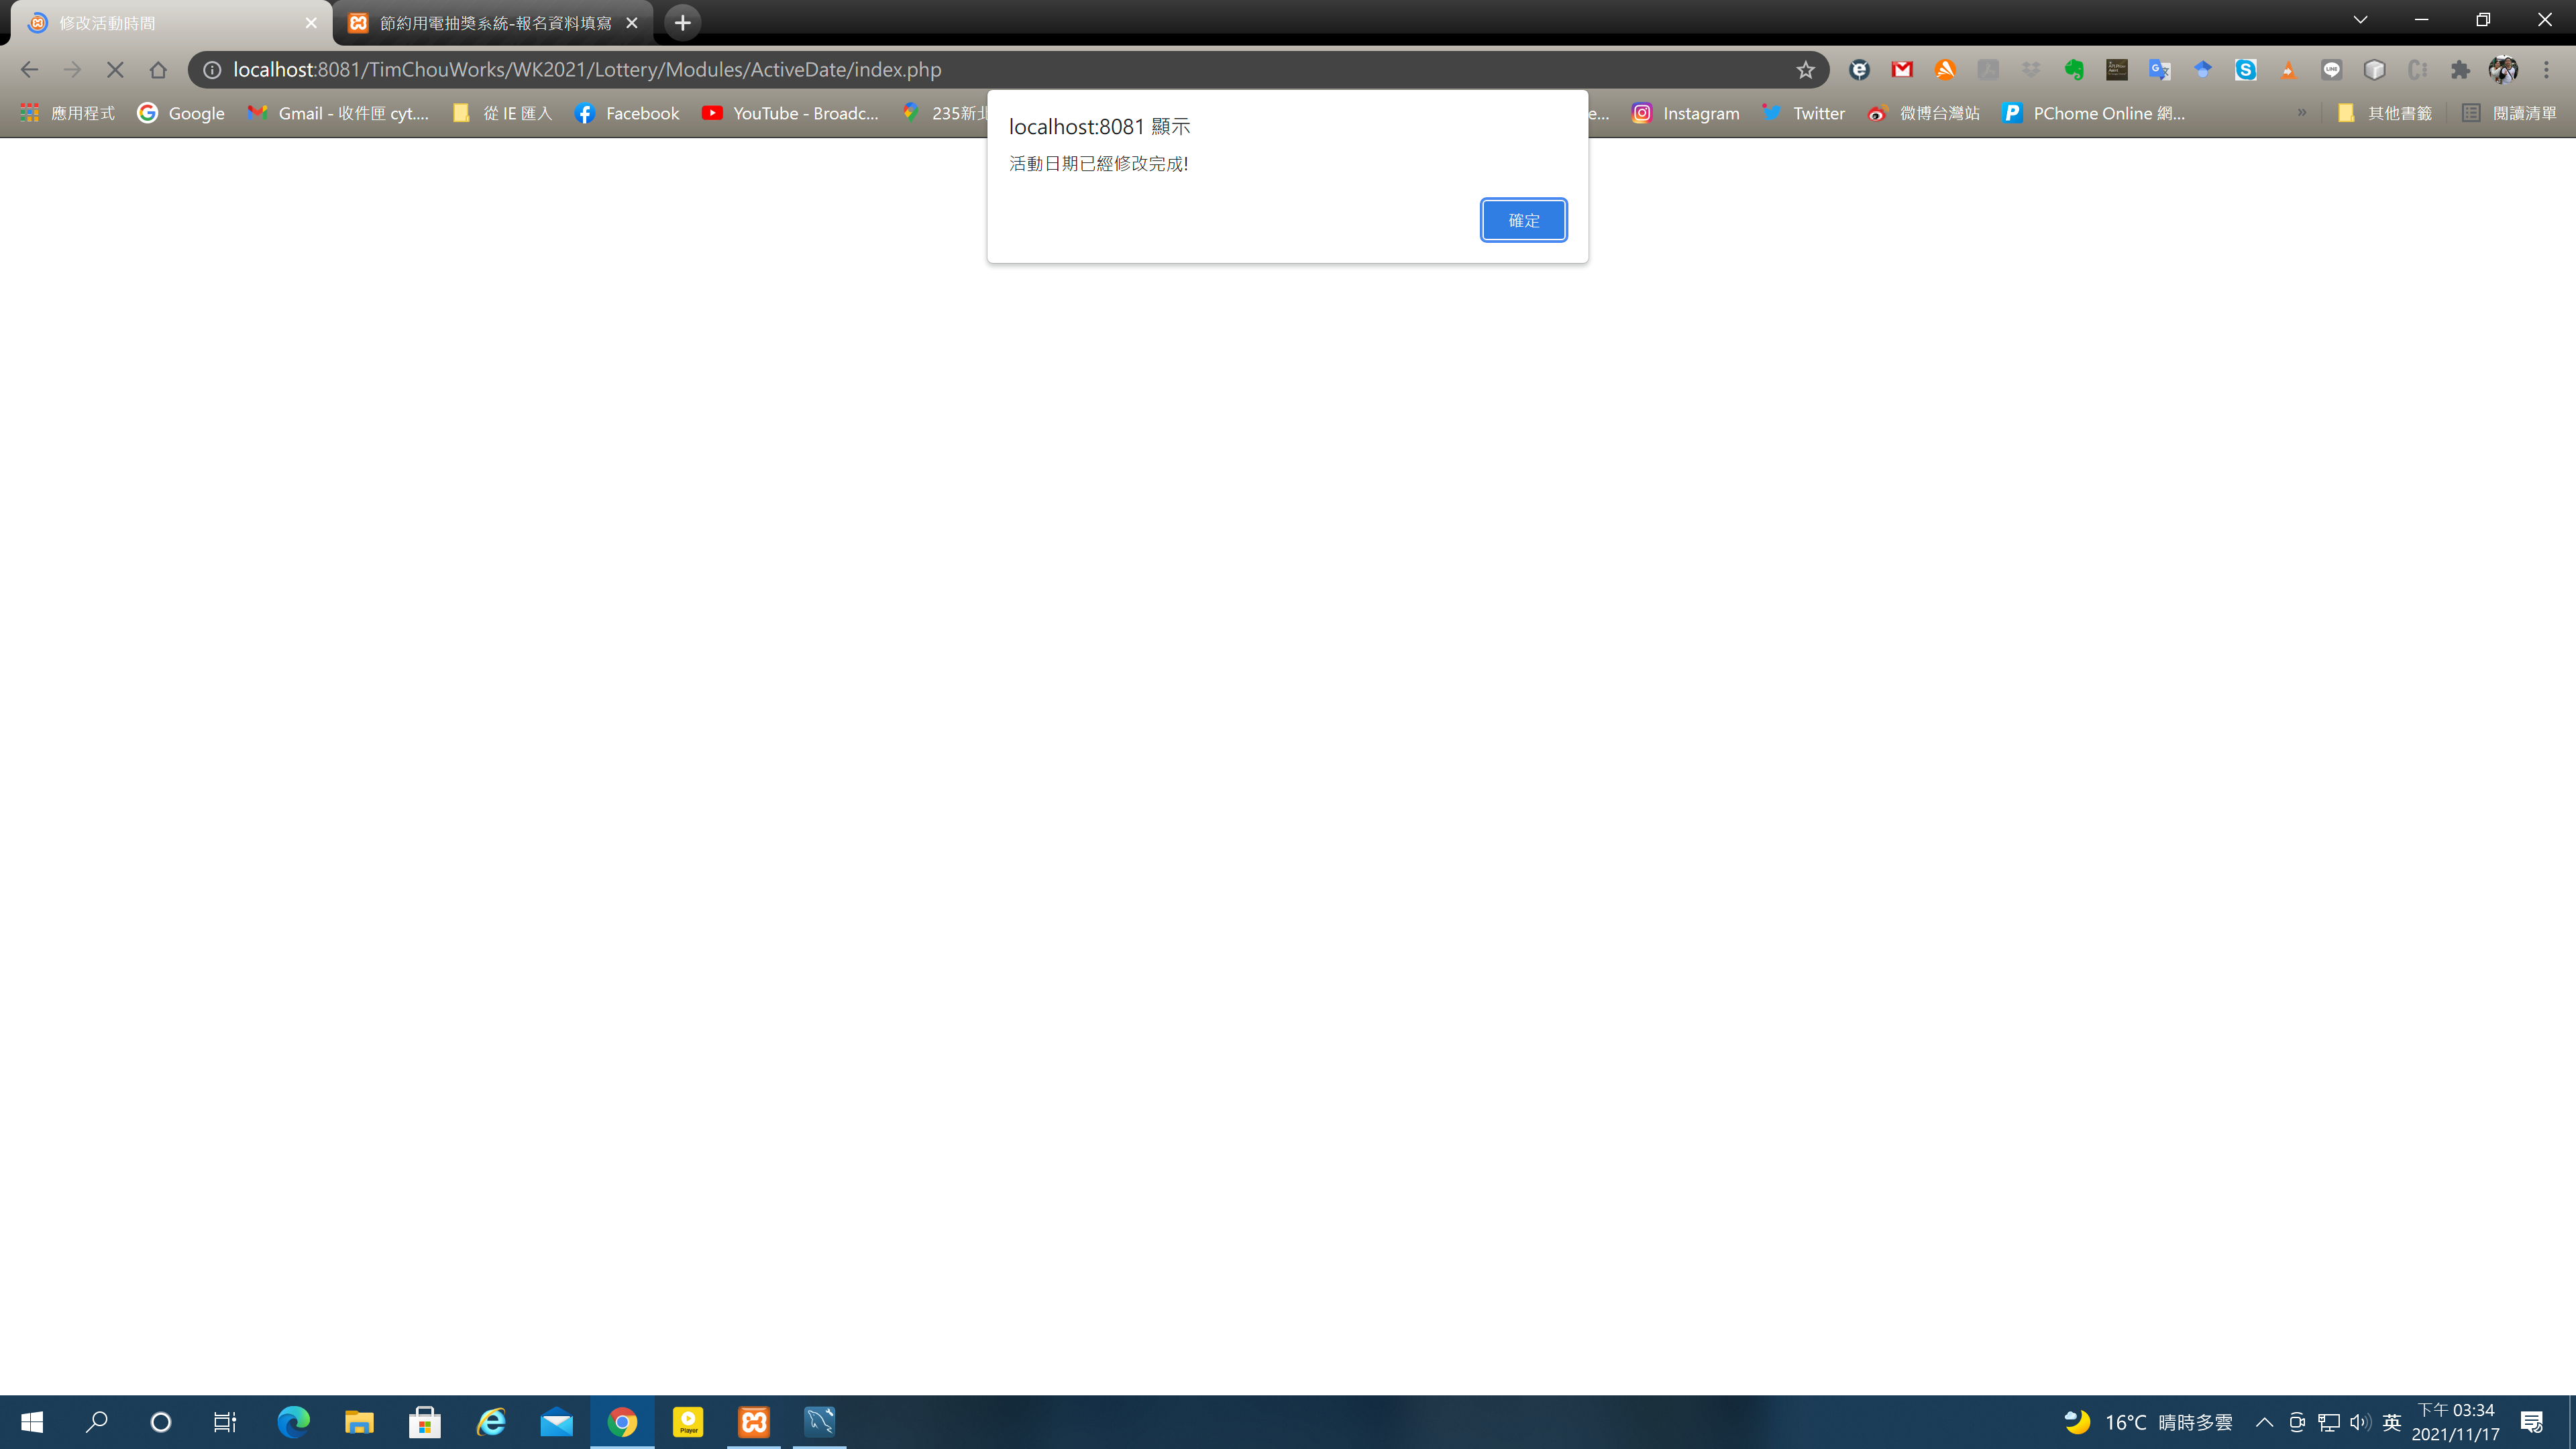 修改活動時間
節約用電抽獎系統-報名資料填寫
localhost:8081/TimChouWorks/WK2021/Lottery/Modules/ActiveDate/index.php
應用程式
Google
Gmail - 收件匣 cyt....
從 IE 匯入
Facebook
YouTube - Broadc...
235新北
e...
Instagram
Twitter
微博台灣站
PChome Online 網...
»
其他書籤
閱讀清單
localhost:8081 顯示
活動日期已經修改完成!
確定
Player
16°C 晴時多雲
英
下午 03:34
2021/11/17